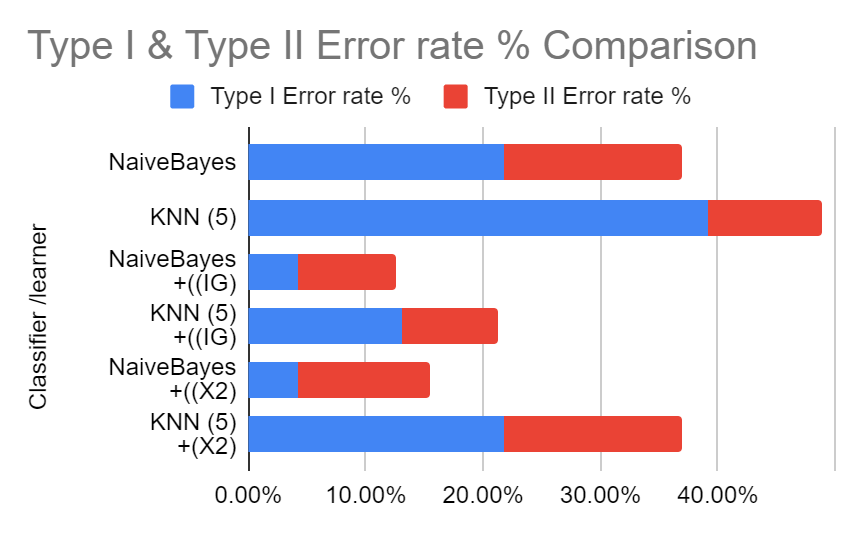 Type I & Type II Error rate % Comparison
Type I Error rate %
Type II Error rate %
Classifier /learner
NaiveBayes
KNN (5)
NaiveBayes
+((IG)
KNN (5)
+((IG)
NaiveBayes
+((X2)
KNN (5)
+(X2)
0.00%
10.00%
20.00%
30.00%
40.00%